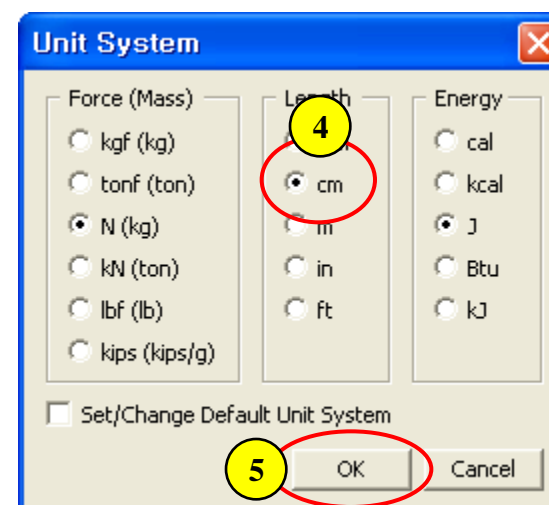 Unit System
Force (Mass)
kgf (kg)
tonf (ton)
N (kg)
kN (ton)
lbf (lb)
kips (kips/g)
4
cm
m
in
ft
Energy
cal
kcal
J
Btu
kJ
Set/Change Default Unit System
5
OK
Cancel